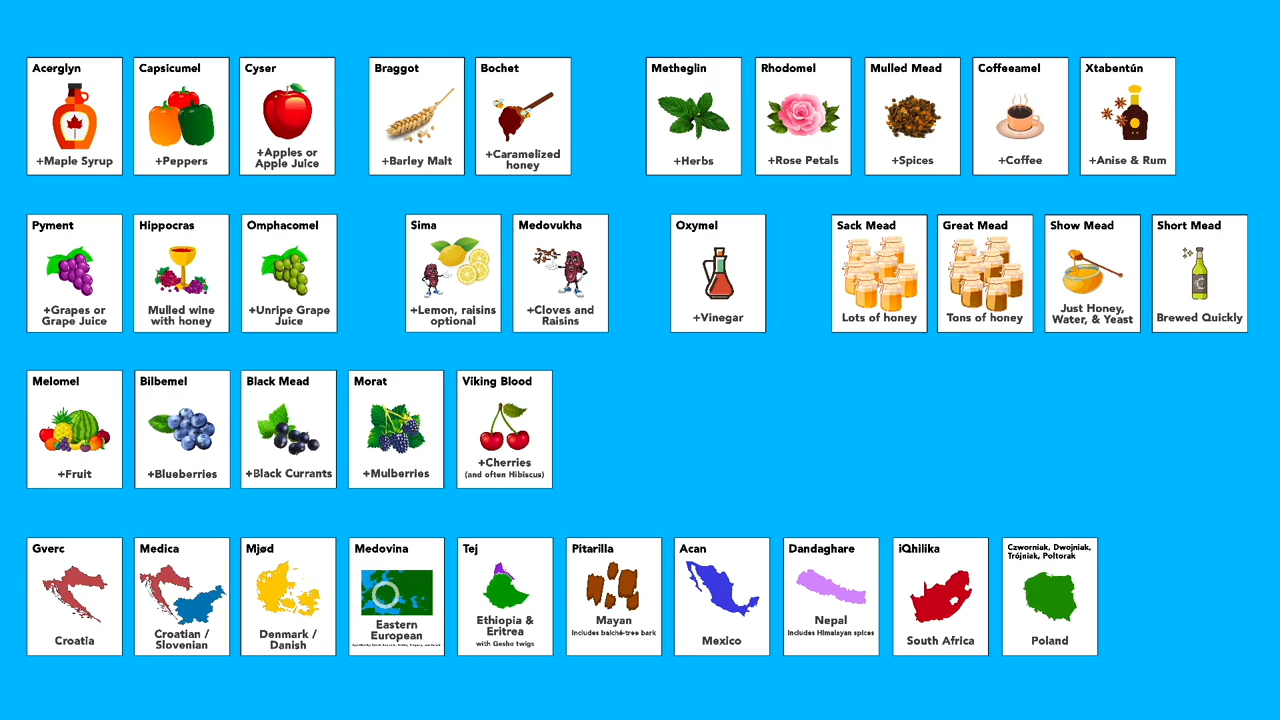 Acerglyn
+Maple Syrup
Capsicumel
+Peppers
Cyser
+Apples or
Apple Juice
Braggot
+Barley Malt
Bochet
+Caramelized
honey
Metheglin
+Herbs
Rhodomel
+Rose Petals
Mulled Mead
+Spices
Coffeeamel
+Coffee
Xtabentún
+Anise & Rum
Pyment
+Grapes or
Grape Juice
Hippocras
Mulled wine
with honey
Omphacomel
+Unripe Grape
Juice
Sima
+Lemon, raisins
optional
Medovukha
+Cloves and
Raisins
Oxymel
+Vinegar
Sack Mead
Lots of honey
Great Mead
Tons of honey
Show Mead
Just Honey,
Water, & Yeast
Short Mead
Brewed Quickly
Melomel
+Fruit
Bilbemel
+Blueberries
Black Mead
+Black Currants
Morat
+Mulberries
Viking Blood
+Cherries
(and often Hibiscus)
Gverc
Croatia
Medica
Croatian /
Slovenian
Mjød
Denmark /
Danish
Medovina
Eastern
European
Tej
Ethiopia &
Eritrea
with Gesho twigs
Pitarilla
Mayan
includes balché-tree bark
Acan
Mexico
Dandaghare
Nepal
includes Himalayan spices
iQhilika
South Africa
Czworniak, Dwojniak,
Trójniak, Półtorak
Poland